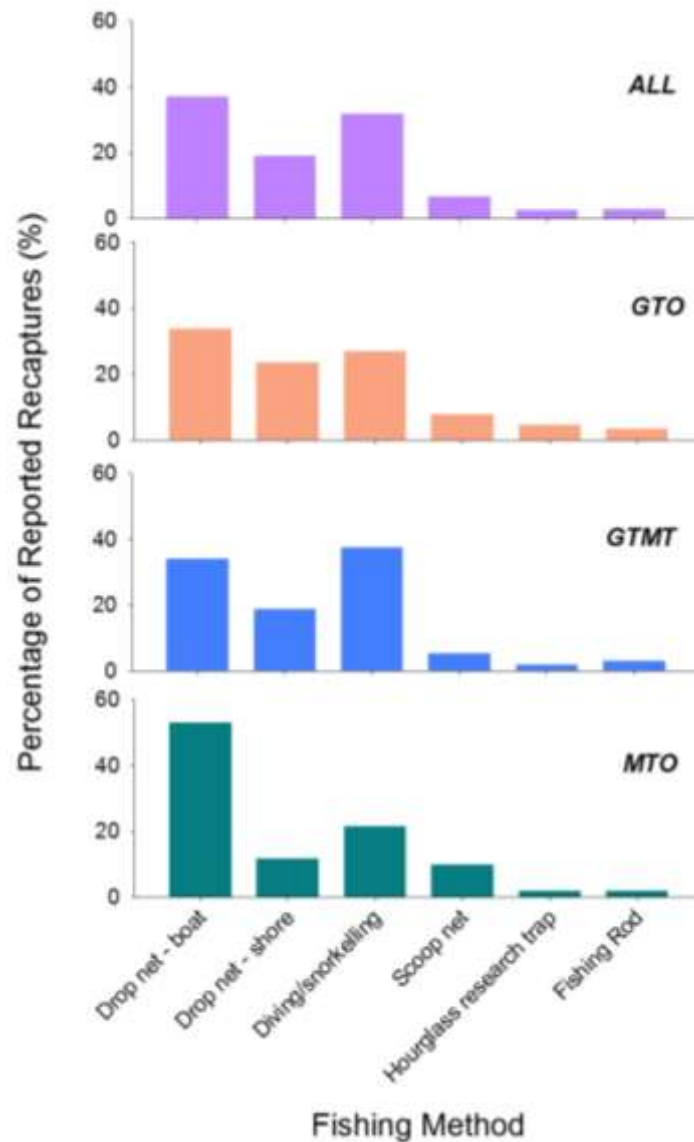 Percentage of Reported Recaptures (%)
60
40
20
0
ALL
60
40
20
0
GTO
60
40
20
0
GTMT
60
40
20
0
MTO
Drop net - boat
Drop net - shore
Diving/snorkelling
Scoop net
Hourglass research trap
Fishing Rod
Fishing Method